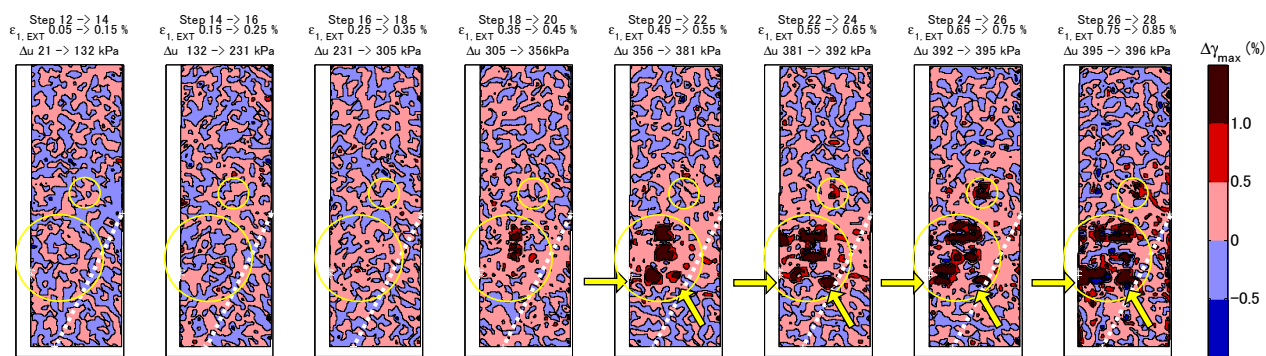 Step 12 -> 14
ε1, EXT 0.05 -> 0.15%
Δu 21 -> 132 kPa
Step 14 -> 16
ε1, EXT 0.15 -> 0.25%
Δu 132 -> 231 kPa
Step 16 -> 18
ε1, EXT 0.25 -> 0.35%
Δu 231 -> 305 kPa
Step 18 -> 20
ε1, EXT 0.35 -> 0.45%
Δu 305 -> 356kPa
Step 20 -> 22
ε1, EXT 0.45 -> 0.55%
Δu 356 -> 381 kPa
Step 22 -> 24
ε1, EXT 0.55 -> 0.65%
Δu 381 -> 392 kPa
Step 24 -> 26
ε1, EXT 0.65 -> 0.75%
Δu 392 -> 395 kPa
Step 26 -> 28
ε1, EXT 0.75 -> 0.85%
Δu 395 -> 396 kPa
Δγmax (%)
1.0
0.5
0
-0.5